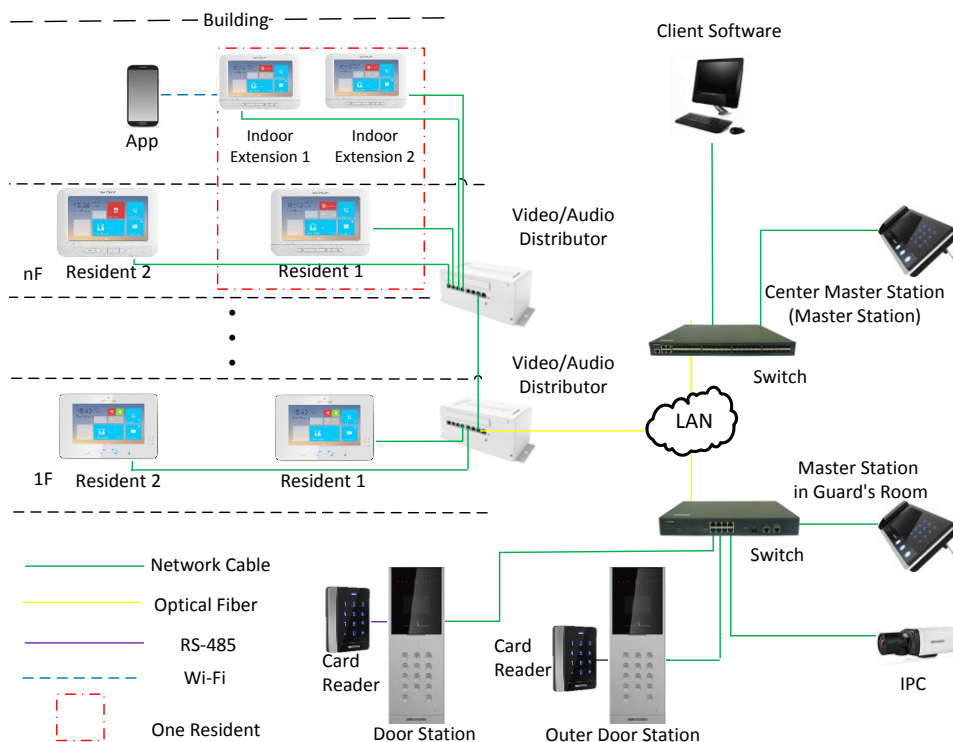 Building
Client Software
App
Indoor
Extension 1
Indoor
Extension 2
Video/Audio
Distributor
nF
Resident 2
Resident 1
Center Master Station
(Master Station)
Switch
Video/Audio
Distributor
LAN
1F
Resident 2
Resident 1
Master Station
in Guard's Room
Switch
Network Cable
Optical Fiber
RS-485
Wi-Fi
One Resident
Card
Reader
Door Station
Card
Reader
Outer Door Station
IPC